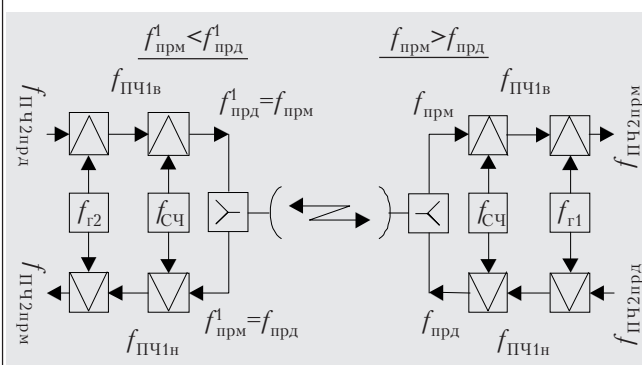 f¹прм<f¹прд
fпрм>fпрд
fПЧ2прд
fПЧ1в
f¹прд=fпрм
fпрм
fПЧ1в
fПЧ2прм
fг2
fСЧ
fСЧ
fг1
fПЧ2прм
fПЧ1н
f¹прм=fпрд
fпрд
fПЧ1н
fПЧ2прд